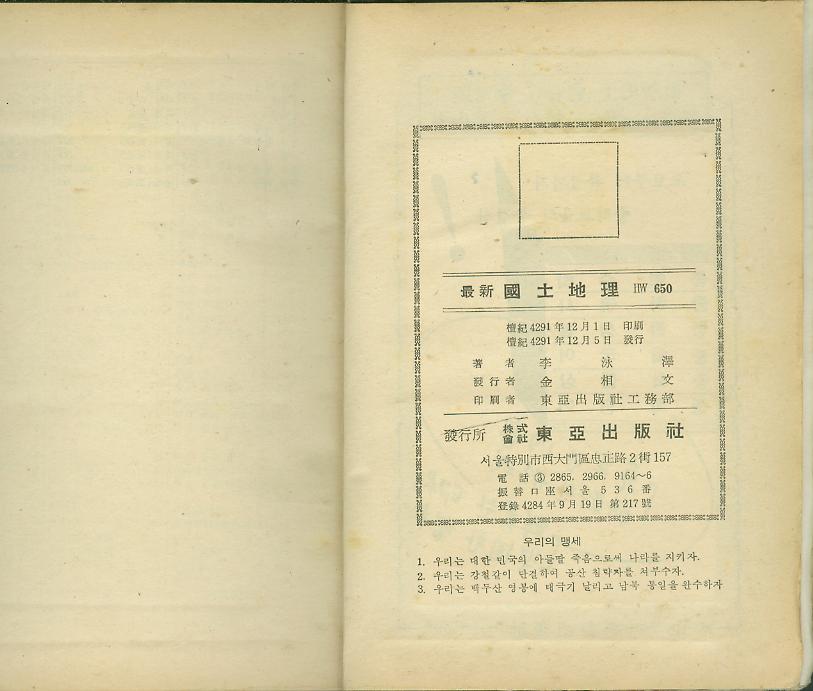 最新 國土地理 HW 650
檀紀 4291 年 12 月 1 日 印刷
檀紀 4291 年 12 月 5 日 發行
著者 李泳澤
發行者 金相文
印刷者 東亞出版社工務部
發行所 株式會社 東亞出版社
서울特別市西大門區忠正路2街157
電話 ③ 2865, 2966, 9164~6
振替口座서울 536番
登錄 4284 年 9 月 19 日 第 217 號
우리의 맹세
1. 우리는 대한 민국의 아들딸 죽음으로써 나라를 지키자.
2. 우리는 강철같이 단결하여 공산 침략자를 쳐부수자.
3. 우리는 백두산 영봉에 태극기 날리고 남북 통일을 완수하자